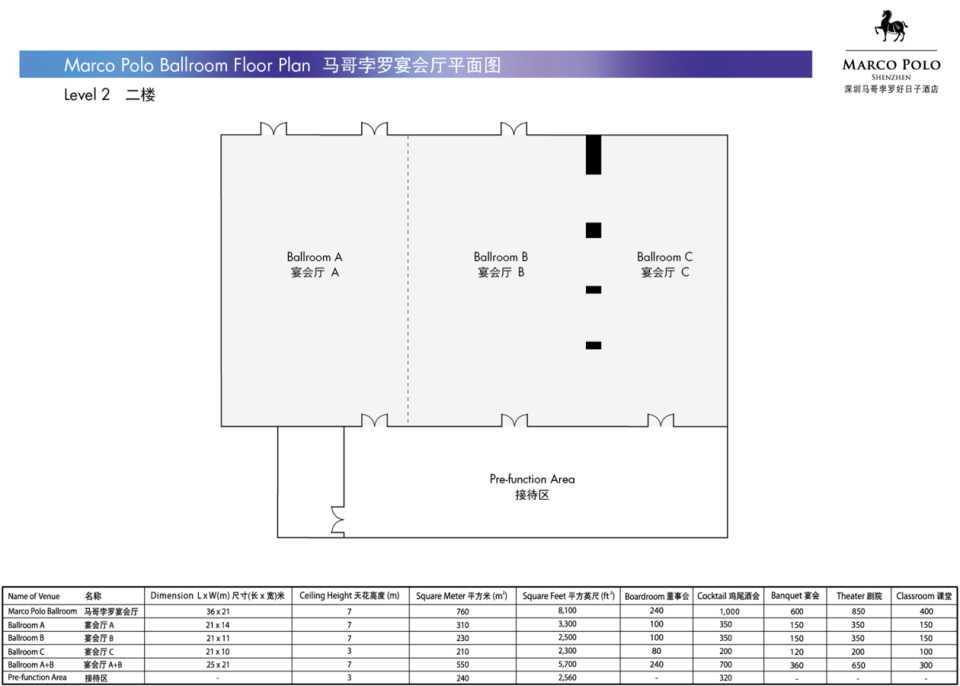 Marco Polo Ballroom Floor Plan 马哥孛罗宴会厅平面图
MARCO POLO
SHENZHEN
深圳马哥孛罗好日子酒店
Level 2 二楼
Ballroom A
宴会厅 A
Ballroom B
宴会厅 B
Ballroom C
宴会厅 C
Pre-function Area
接待区
Name of Venue 名称 Dimension L x W(m) 尺寸(长 x 宽)米 Ceiling Height 天花高度 (m) Square Meter 平方米 (m²) Square Feet 平方英尺 (ft²) Boardroom 董事会 Cocktail 鸡尾酒会 Banquet 宴会 Theater 剧院 Classroom 课堂
Marco Polo Ballroom 马哥孛罗宴会厅 36 x 21 7 760 8,100 240 1,000 600 850 400
Ballroom A 宴会厅 A 21 x 14 7 310 3,300 100 350 150 350 150
Ballroom B 宴会厅 B 21 x 11 7 230 2,500 100 350 150 350 150
Ballroom C 宴会厅 C 21 x 10 3 210 2,300 80 200 120 200 100
Ballroom A+B 宴会厅 A+B 25 x 21 7 550 5,700 240 700 360 650 300
Pre-function Area 接待区 - 3 240 2,560 - 320 - - -